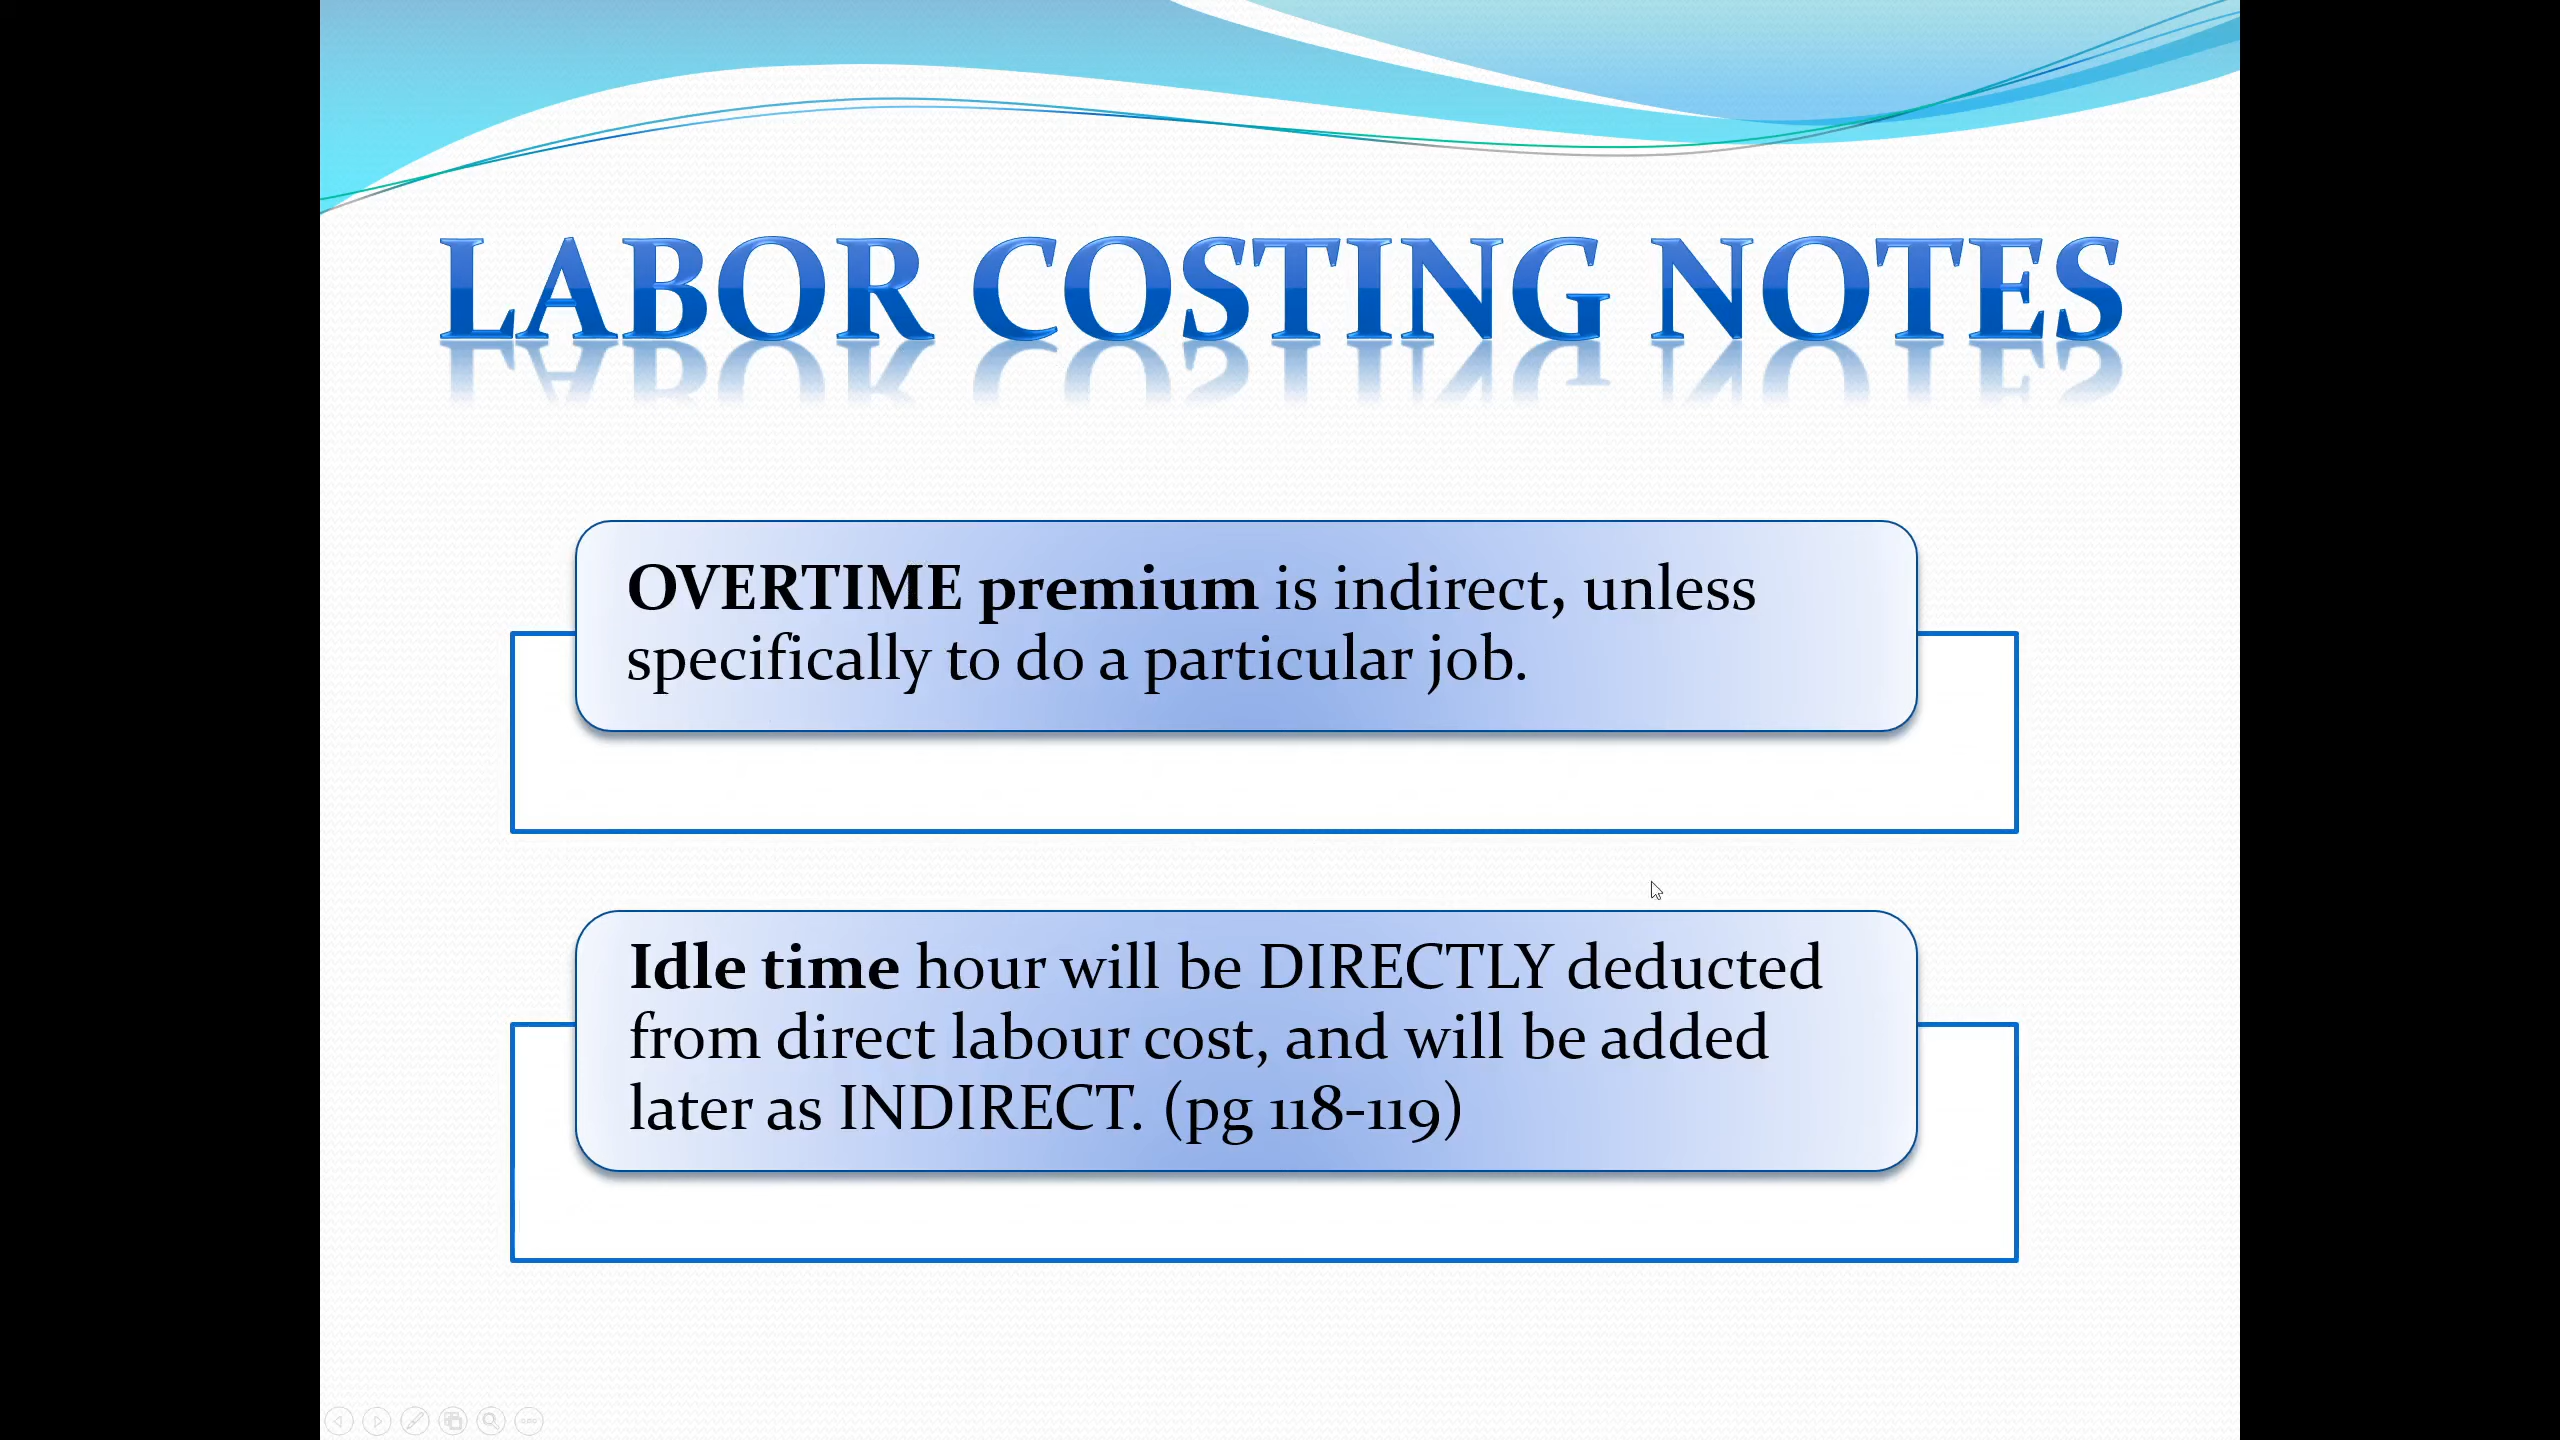 LABOR COSTING NOTES
OVERTIME premium is indirect, unless
specifically to do a particular job.
Idle time hour will be DIRECTLY deducted
from direct labour cost, and will be added
later as INDIRECT. (pg 118-119)